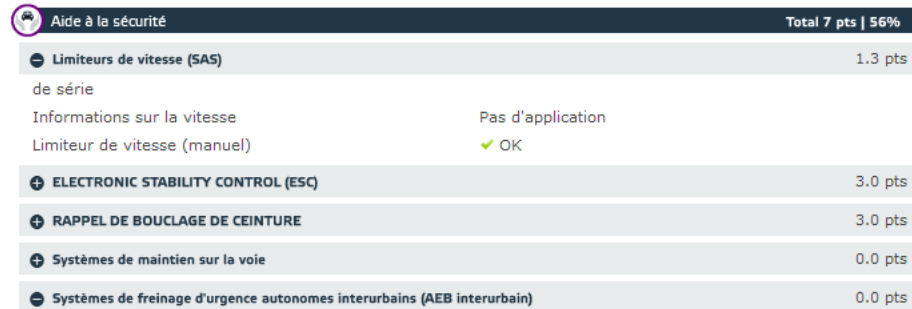 Aide à la sécurité Total 7 pts | 56%
Limiteurs de vitesse (SAS) 1.3 pts
de série
Informations sur la vitesse Pas d'application
Limiteur de vitesse (manuel) OK
ELECTRONIC STABILITY CONTROL (ESC) 3.0 pts
RAPPEL DE BOUCLAGE DE CEINTURE 3.0 pts
Systèmes de maintien sur la voie 0.0 pts
Systèmes de freinage d'urgence autonomes interurbains (AEB interurbain) 0.0 pts